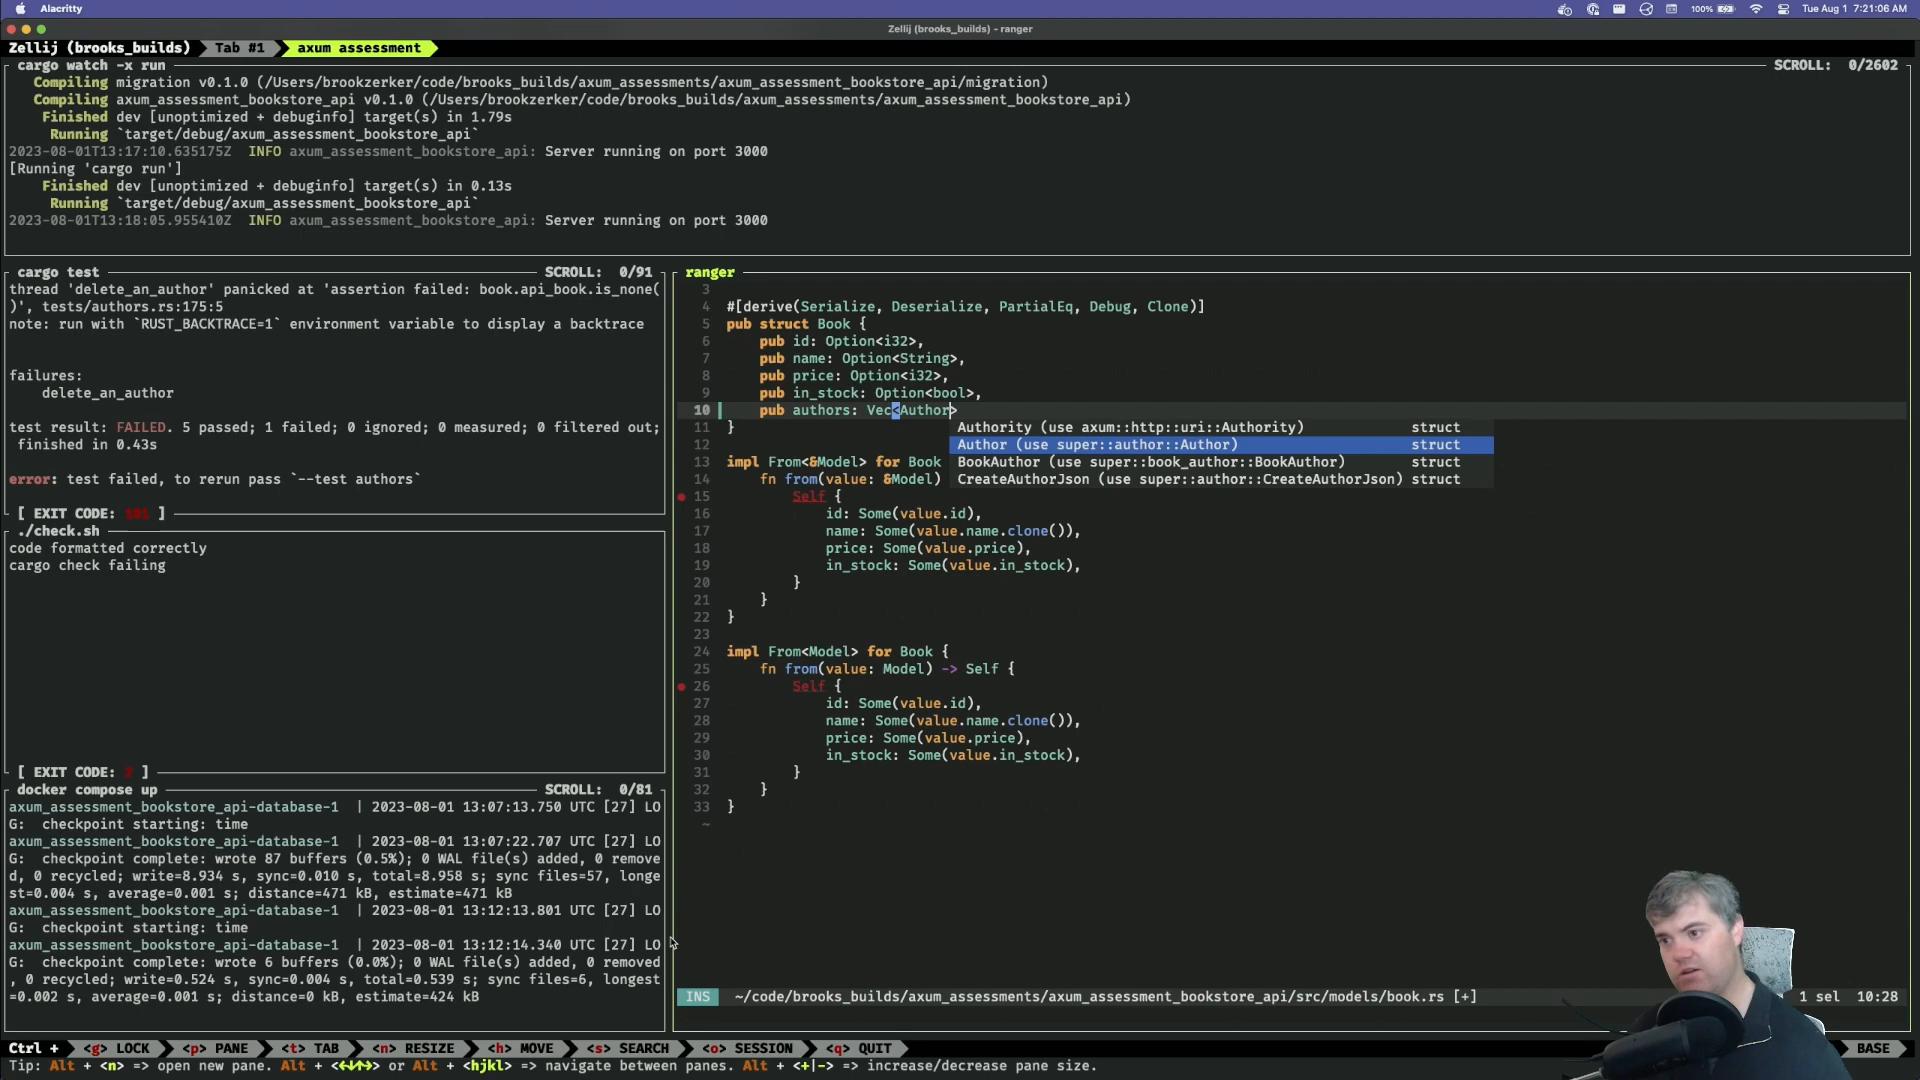 Alacritty
100%
Tue Aug 1 7:21:06 AM
Zellij (brooks_builds) - ranger
Zellij (brooks_builds) Tab #1 axum assessment
cargo watch -x run SCROLL: 0/2602
Compiling migration v0.1.0 (/Users/brookzerker/code/brooks_builds/axum_assessments/axum_assessment_bookstore_api/migration)
Compiling axum_assessment_bookstore_api v0.1.0 (/Users/brookzerker/code/brooks_builds/axum_assessments/axum_assessment_bookstore_api)
Finished dev [unoptimized + debuginfo] target(s) in 1.79s
Running `target/debug/axum_assessment_bookstore_api`
2023-08-01T13:17:10.635175Z INFO axum_assessment_bookstore_api: Server running on port 3000
[Running 'cargo run']
Finished dev [unoptimized + debuginfo] target(s) in 0.13s
Running `target/debug/axum_assessment_bookstore_api`
2023-08-01T13:18:05.955410Z INFO axum_assessment_bookstore_api: Server running on port 3000
cargo test SCROLL: 0/91
thread 'delete_an_author' panicked at 'assertion failed: book.api_book.is_none(
)', tests/authors.rs:175:5
note: run with `RUST_BACKTRACE=1` environment variable to display a backtrace
failures:
delete_an_author
test result: FAILED. 5 passed; 1 failed; 0 ignored; 0 measured; 0 filtered out;
finished in 0.43s
error: test failed, to rerun pass `--test authors`
[ EXIT CODE: 101 ]
./check.sh
code formatted correctly
cargo check failing
[ EXIT CODE: ]
docker compose up SCROLL: 0/81
axum_assessment_bookstore_api-database-1 | 2023-08-01 13:07:13.750 UTC [27] LO
G: checkpoint starting: time
axum_assessment_bookstore_api-database-1 | 2023-08-01 13:07:22.707 UTC [27] LO
G: checkpoint complete: wrote 87 buffers (0.5%); 0 WAL file(s) added, 0 remove
d, 0 recycled; write=8.934 s, sync=0.010 s, total=8.958 s; sync files=57, longe
st=0.004 s, average=0.001 s; distance=471 kB, estimate=471 kB
axum_assessment_bookstore_api-database-1 | 2023-08-01 13:12:13.801 UTC [27] LO
G: checkpoint starting: time
axum_assessment_bookstore_api-database-1 | 2023-08-01 13:12:14.340 UTC [27] LO
G: checkpoint complete: wrote 6 buffers (0.0%); 0 WAL file(s) added, 0 removed
, 0 recycled; write=0.524 s, sync=0.004 s, total=0.539 s; sync files=6, longest
=0.002 s, average=0.001 s; distance=0 kB, estimate=424 kB
ranger
3
4 #[derive(Serialize, Deserialize, PartialEq, Debug, Clone)]
5 pub struct Book {
6 pub id: Option<i32>,
7 pub name: Option<String>,
8 pub price: Option<i32>,
9 pub in_stock: Option<bool>,
10 pub authors: Vec<Author>
11 }
12
13 impl From<&Model> for Book
14 fn from(value: &Model)
15 Self {
16 id: Some(value.id),
17 name: Some(value.name.clone()),
18 price: Some(value.price),
19 in_stock: Some(value.in_stock),
20 }
21 }
22 }
23
24 impl From<Model> for Book {
25 fn from(value: Model) -> Self {
26 Self {
27 id: Some(value.id),
28 name: Some(value.name.clone()),
29 price: Some(value.price),
30 in_stock: Some(value.in_stock),
31 }
32 }
33 }
~
Authority (use axum::http::uri::Authority) struct
Author (use super::author::Author) struct
BookAuthor (use super::book_author::BookAuthor) struct
CreateAuthorJson (use super::author::CreateAuthorJson) struct
INS ~/code/brooks_builds/axum_assessments/axum_assessment_bookstore_api/src/models/book.rs [+] 1 sel 10:28
Ctrl + <g> LOCK <p> PANE <t> TAB <n> RESIZE <h> MOVE <s> SEARCH <o> SESSION <q> QUIT BASE
Tip: Alt + <n> => open new pane. Alt + <←↓↑→> or Alt + <hjkl> => navigate between panes. Alt + <+|-> => increase/decrease pane size.